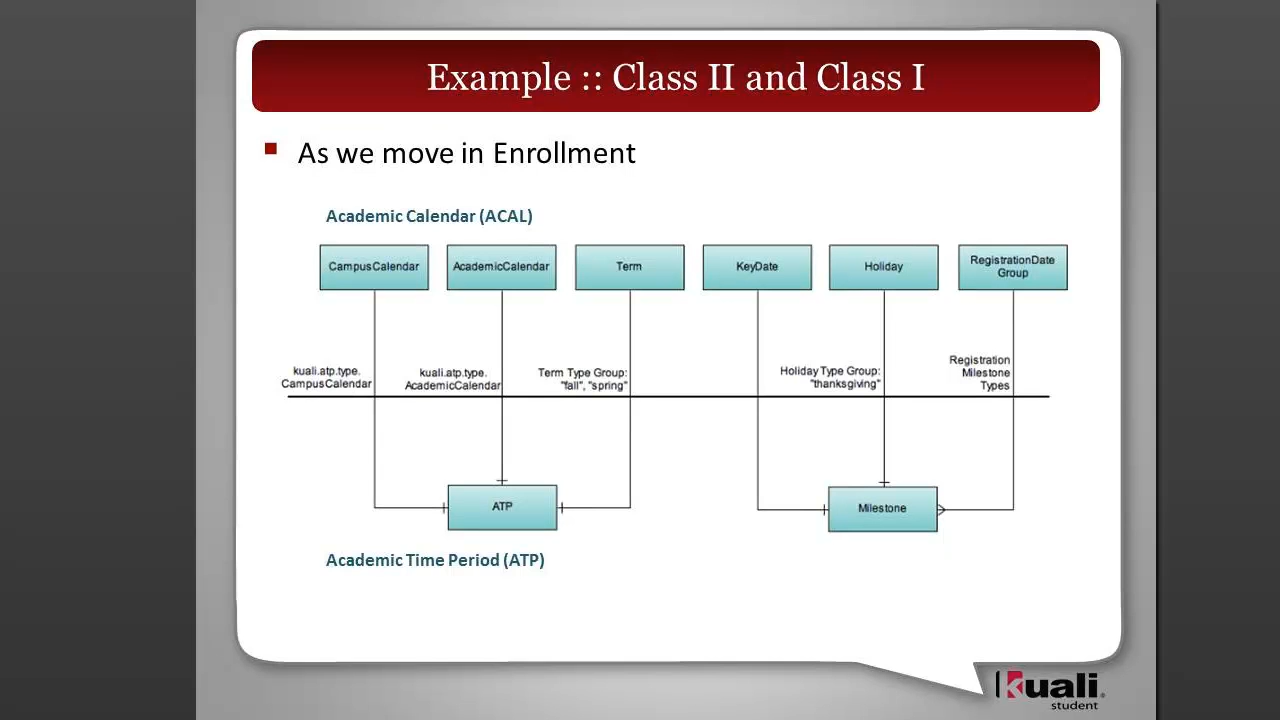 Example :: Class II and Class I
As we move in Enrollment
Academic Calendar (ACAL)
CampusCalendar
AcademicCalendar
Term
KeyDate
Holiday
RegistrationDate
Group
kuali.atp.type.
CampusCalendar
kuali.atp.type.
AcademicCalendar
Term Type Group:
"fall", "spring"
Holiday Type Group:
"thanksgiving"
Registration
Milestone
Types
ATP
Milestone
Academic Time Period (ATP)
Kuali®
student